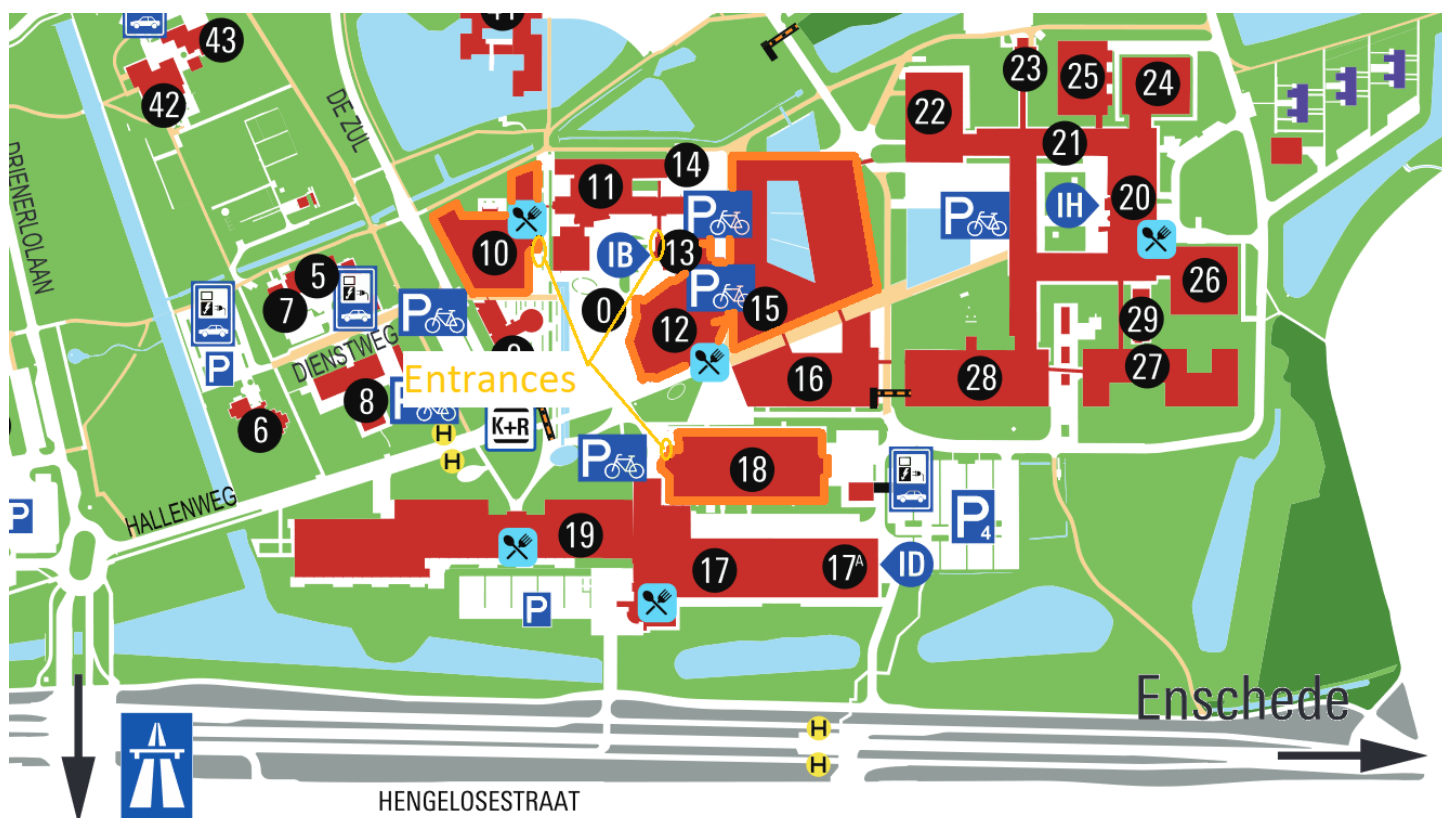 43
42
DE ZUL
DRIENERLOLAAN
23
25
24
22
21
14
11
20
IH
10
IB
13
P
P
P
5
7
0
12
15
26
29
P
DIENSTWEG
P
Entrances
16
28
27
8
P
6
K+R
H
H
P
18
P
HALLENWEG
19
17
17A
P
4
ID
P
Enschede
H
H
HENGELOSESTRAAT